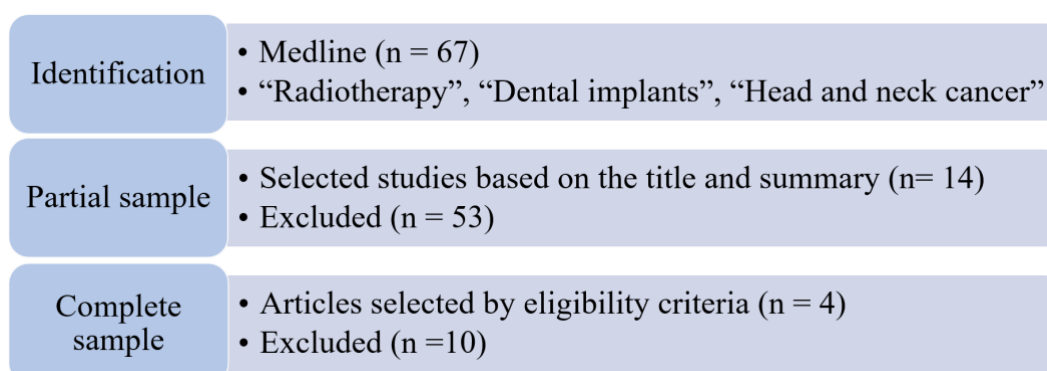 Identification
• Medline (n = 67)
• “Radiotherapy”, “Dental implants”, “Head and neck cancer”
Partial sample
• Selected studies based on the title and summary (n= 14)
• Excluded (n = 53)
Complete
sample
• Articles selected by eligibility criteria (n = 4)
• Excluded (n =10)